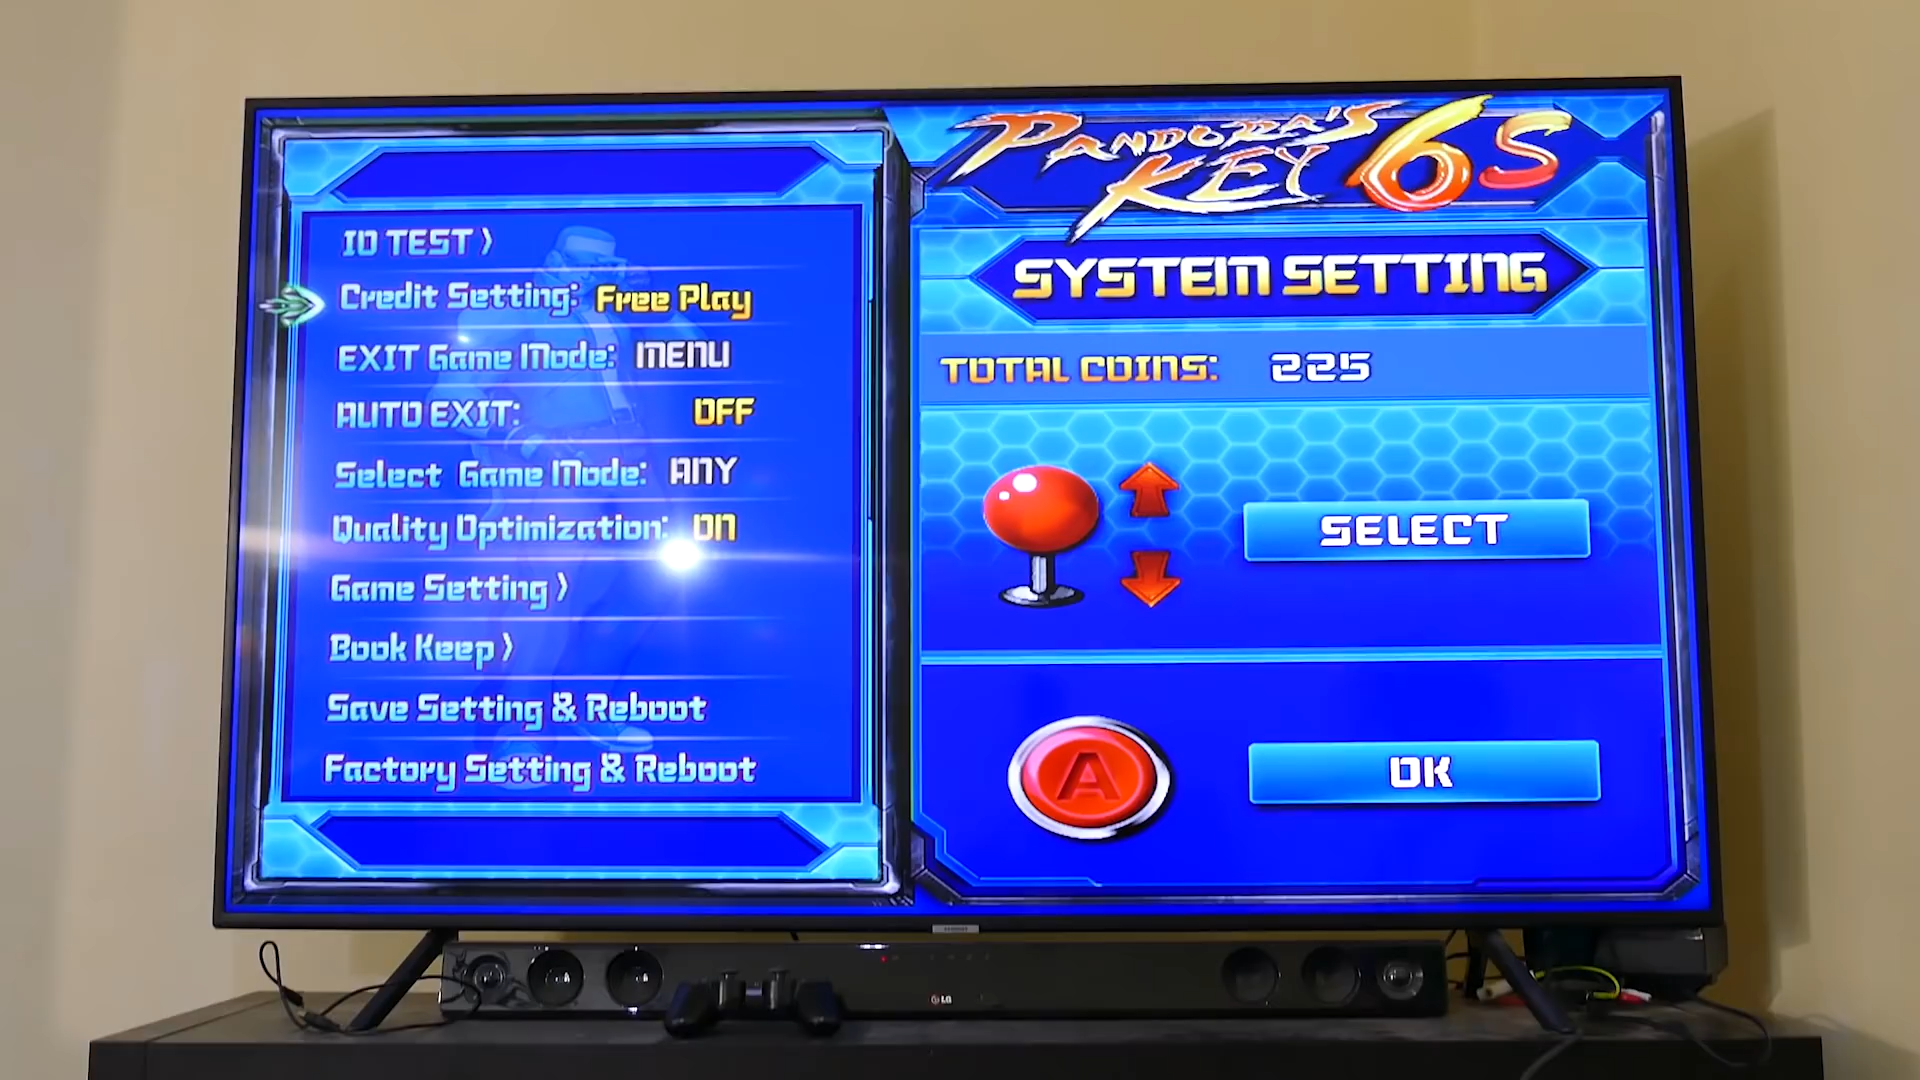 IO TEST 〉
Credit Setting: Free Play
EXIT Game Mode: MENU
AUTO EXIT: OFF
Select Game Mode: ANY
Quality Optimization: ON
Game Setting 〉
Book Keep 〉
Save Setting & Reboot
Factory Setting & Reboot
PANDORA'S
KEY 6S
SYSTEM SETTING
TOTAL COINS: 225
SELECT
A
OK
LG